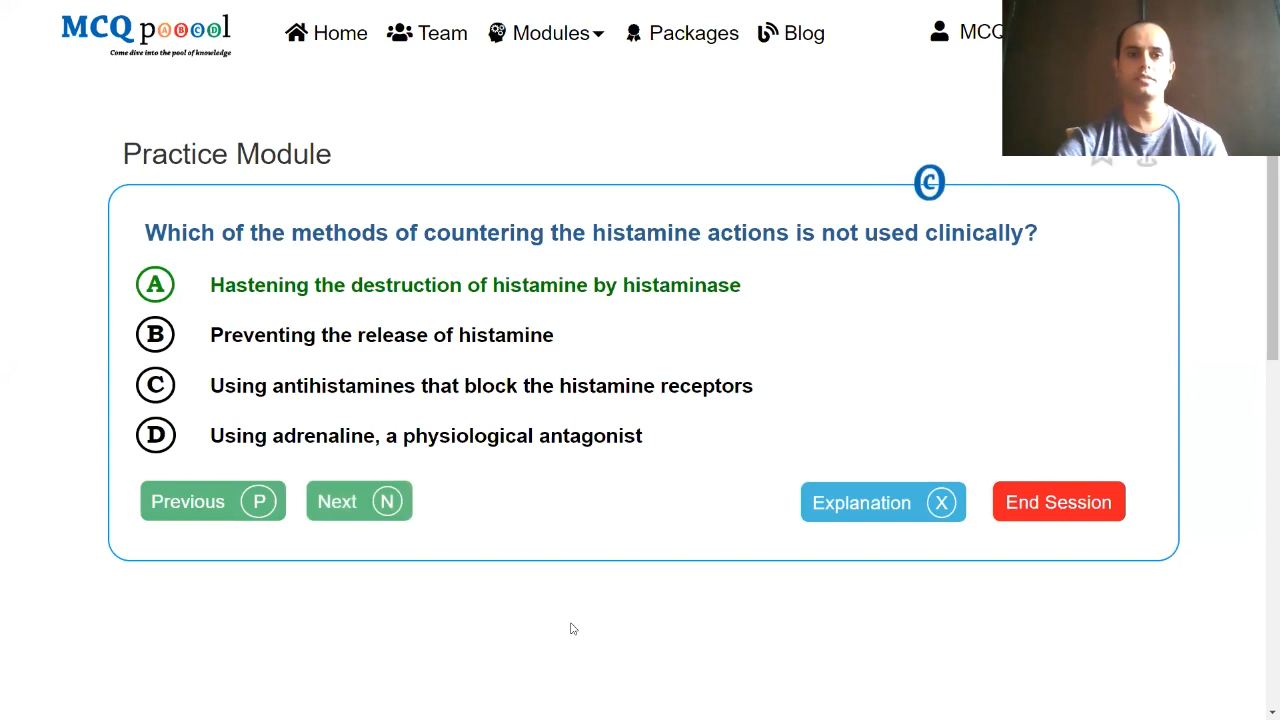 MCQ pABCDl
Come dive into the pool of knowledge
Home
Team
Modules
Packages
Blog
MCQ
Practice Module
C
Which of the methods of countering the histamine actions is not used clinically?
A Hastening the destruction of histamine by histaminase
B Preventing the release of histamine
C Using antihistamines that block the histamine receptors
D Using adrenaline, a physiological antagonist
Previous P
Next N
Explanation X
End Session